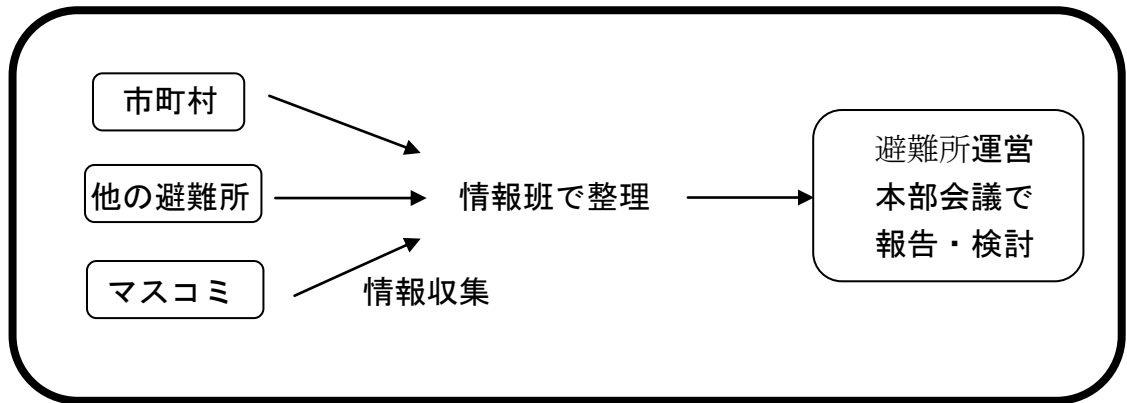 市町村
他の避難所
マスコミ
情報収集
情報班で整理
避難所運営
本部会議で
報告・検討